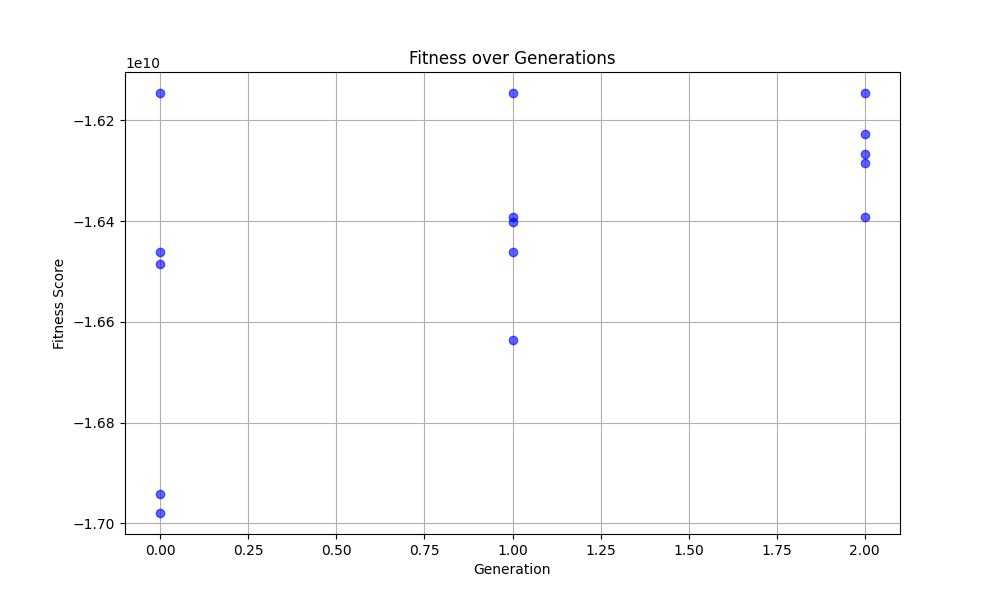 Fitness over Generations
1e10
−1.62
−1.64
−1.66
−1.68
−1.70
Fitness Score
0.00 0.25 0.50 0.75 1.00 1.25 1.50 1.75 2.00
Generation